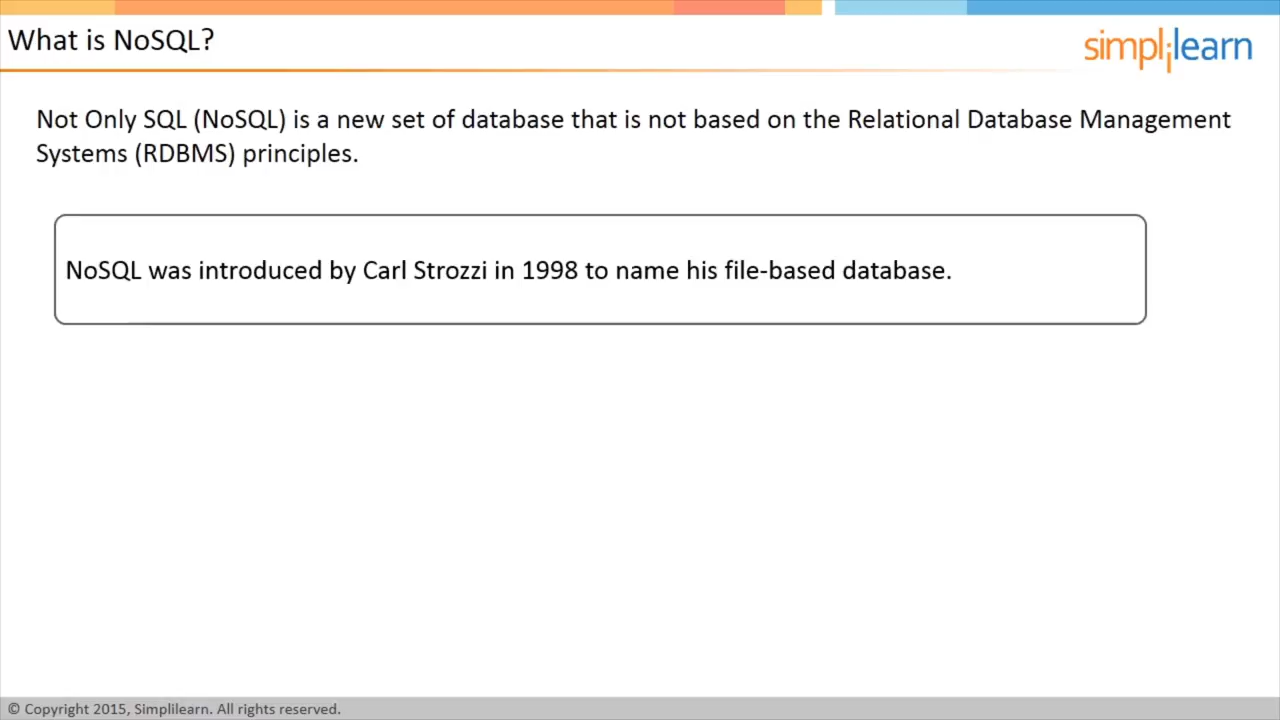 What is NoSQL?
simplilearn
Not Only SQL (NoSQL) is a new set of database that is not based on the Relational Database Management
Systems (RDBMS) principles.
NoSQL was introduced by Carl Strozzi in 1998 to name his file-based database.
© Copyright 2015, Simplilearn. All rights reserved.